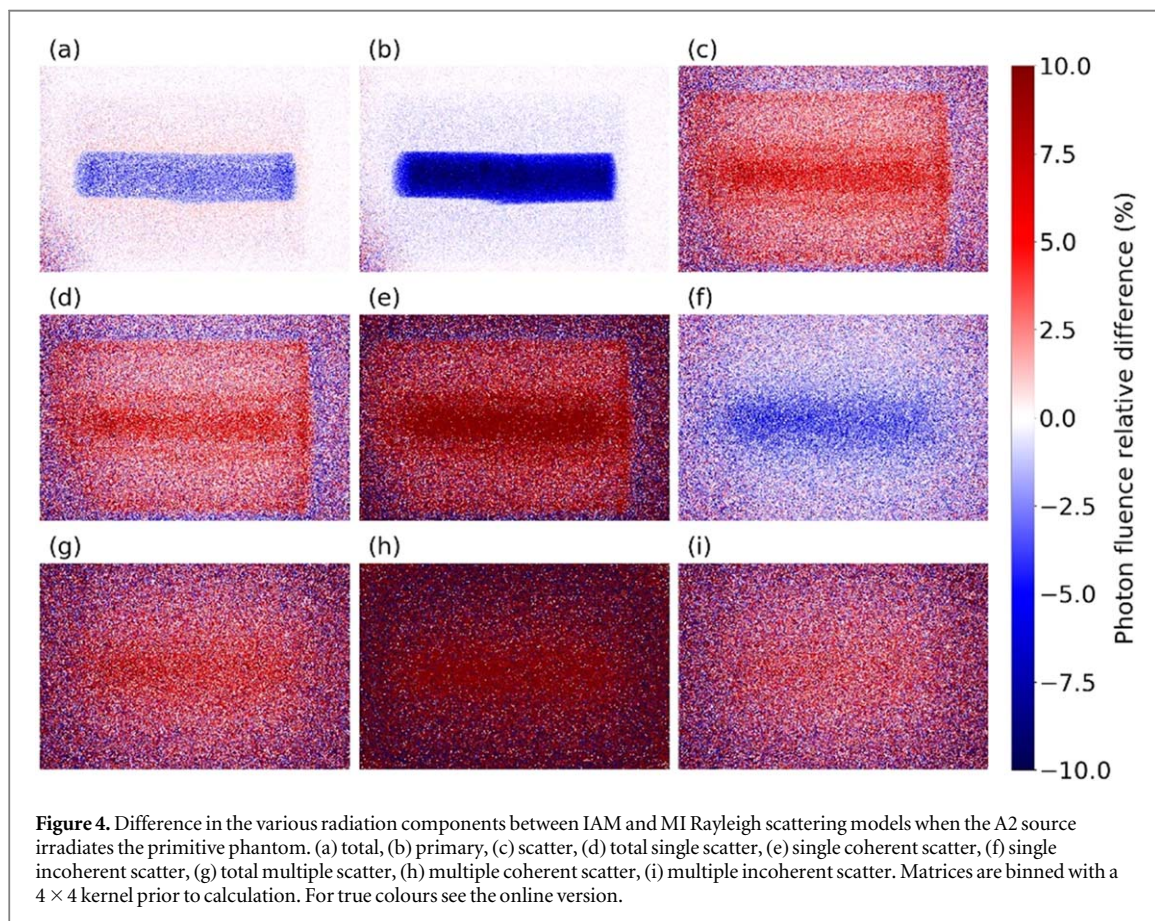 (a) (b) (c)
(d) (e) (f)
(g) (h) (i)
10.0
7.5
5.0
2.5
0.0
−2.5
−5.0
−7.5
−10.0
Photon fluence relative difference (%)
Figure 4. Difference in the various radiation components between IAM and MI Rayleigh scattering models when the A2 source
irradiates the primitive phantom. (a) total, (b) primary, (c) scatter, (d) total single scatter, (e) single coherent scatter, (f) single
incoherent scatter, (g) total multiple scatter, (h) multiple coherent scatter, (i) multiple incoherent scatter. Matrices are binned with a
4 × 4 kernel prior to calculation. For true colours see the online version.